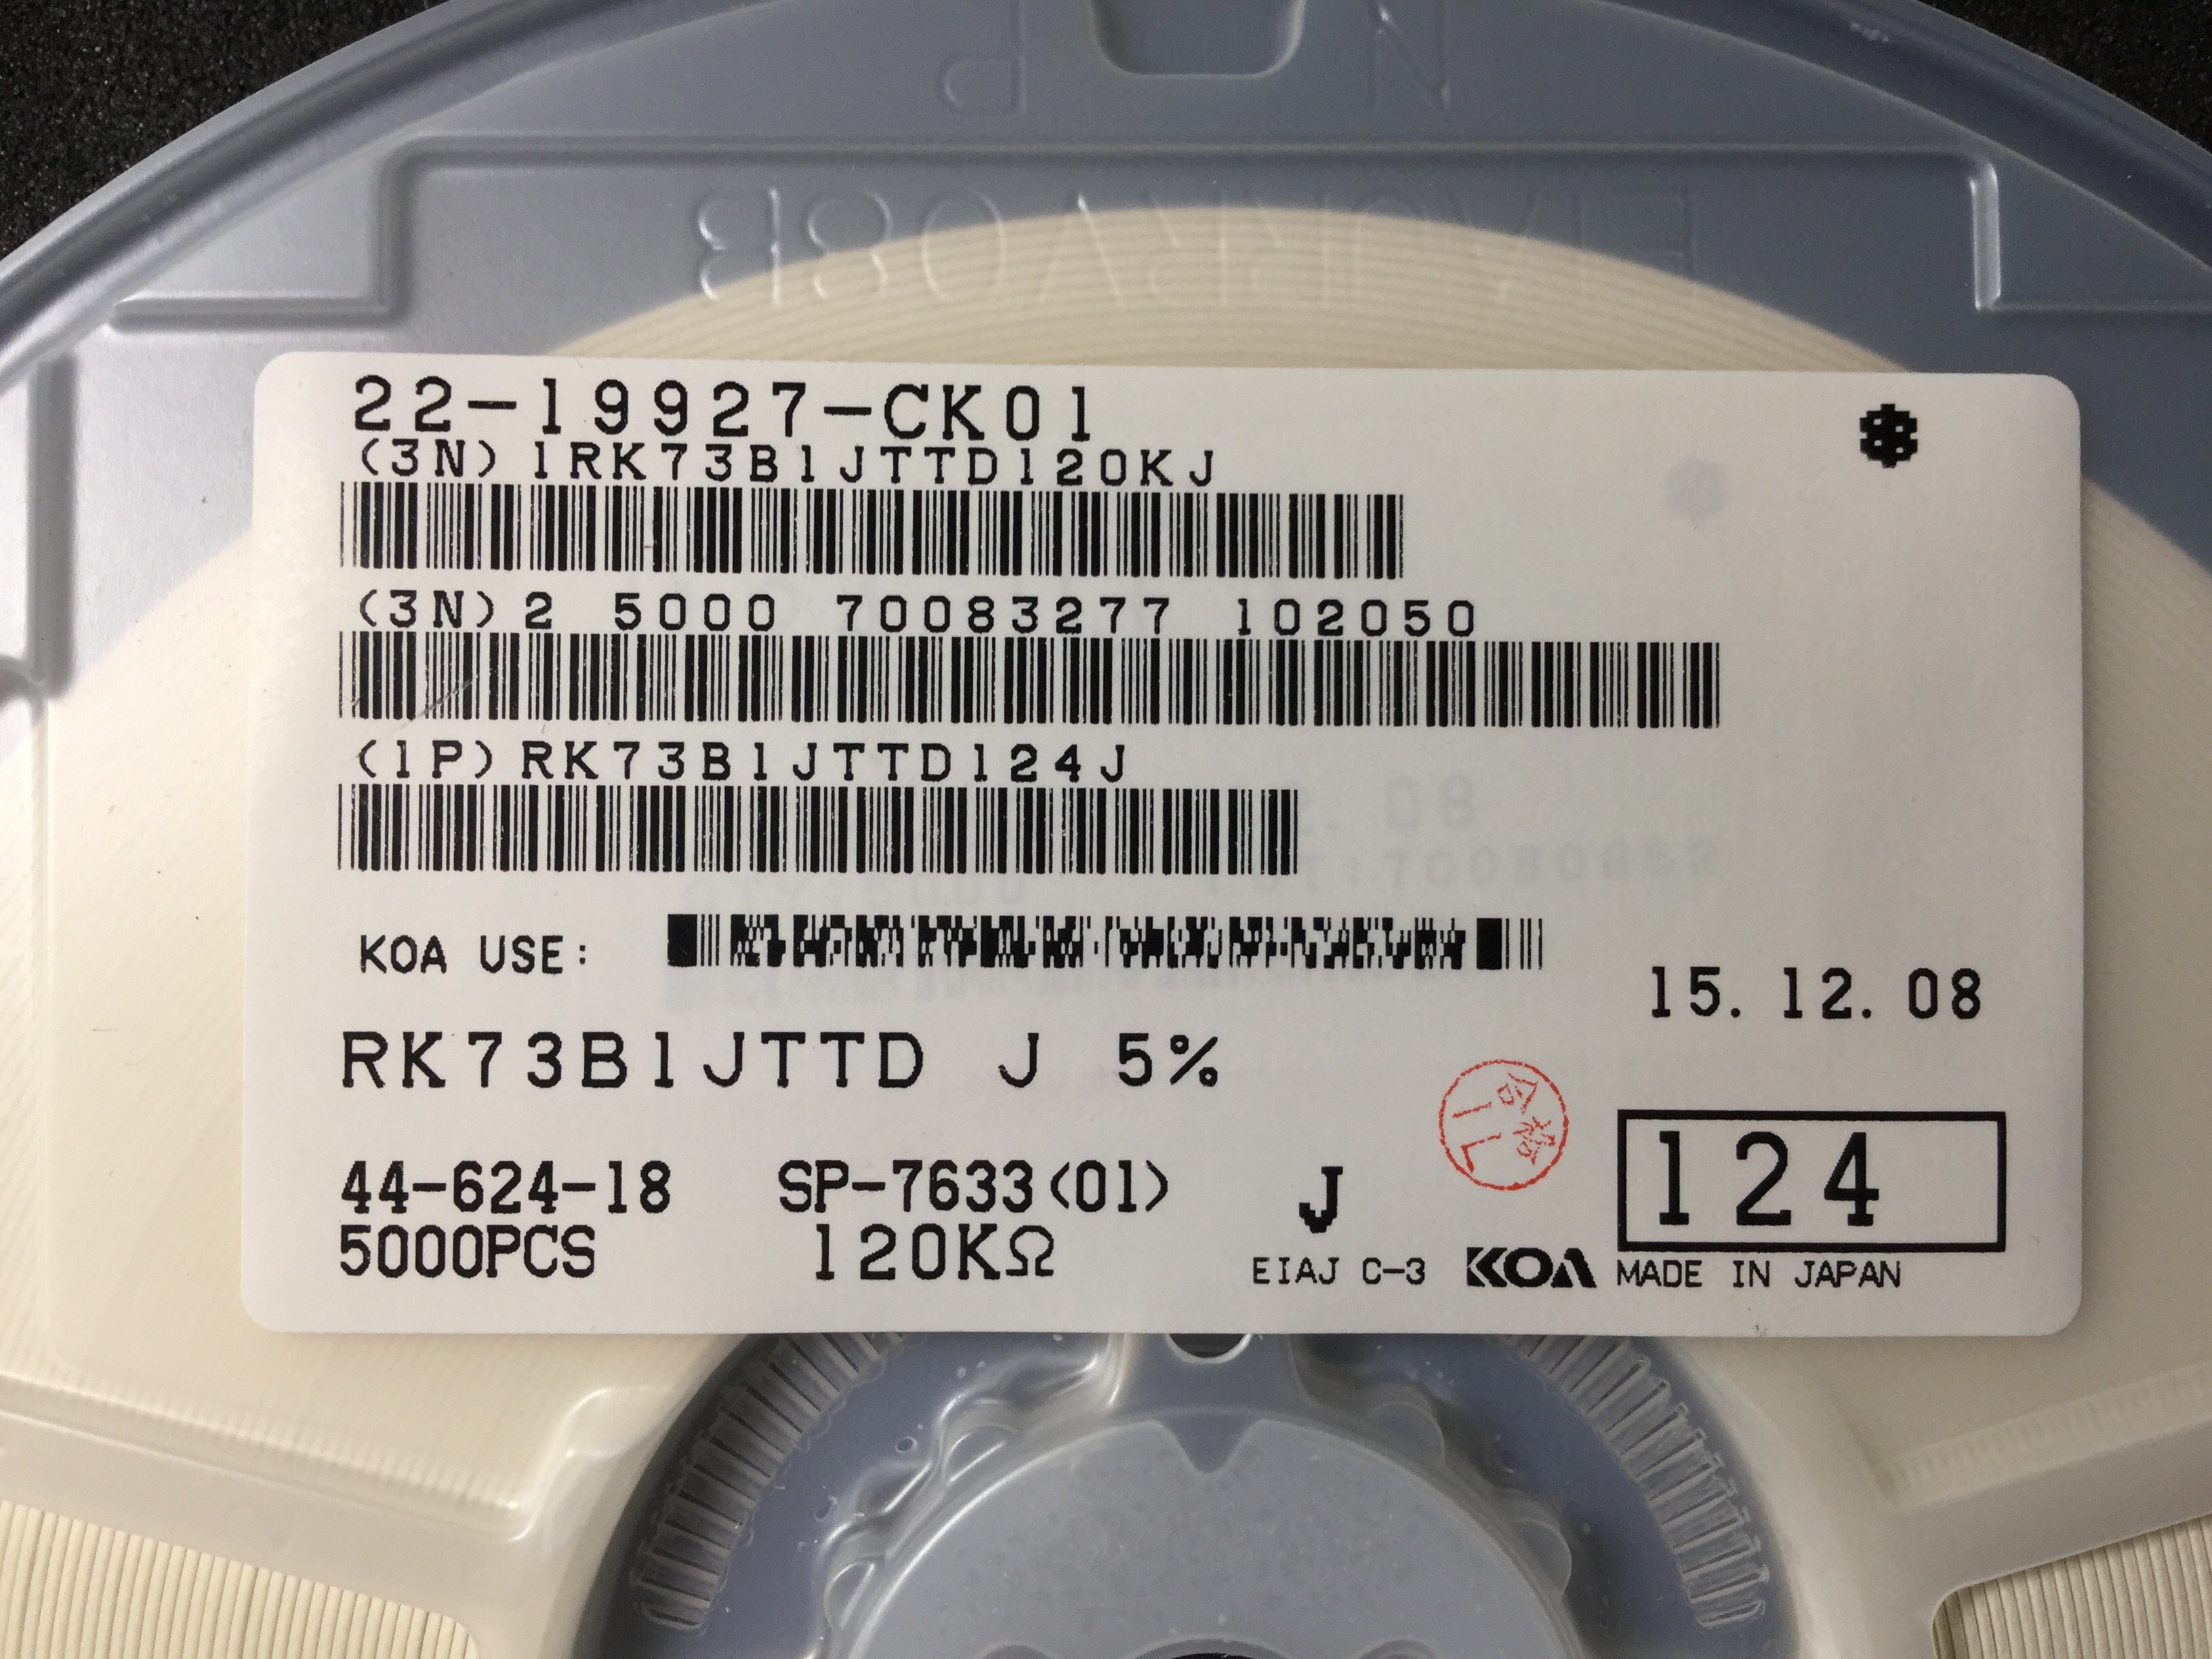 22-19927-CK01
(3N)1RK73B1JTTD120KJ
(3N)2 5000 70083277 102050
(1P)RK73B1JTTD124J
KOA USE:
15.12.08
RK73B1JTTD J 5%
44-624-18 SP-7633(01) J 124
5000PCS 120KΩ EIAJ C-3 KOA MADE IN JAPAN